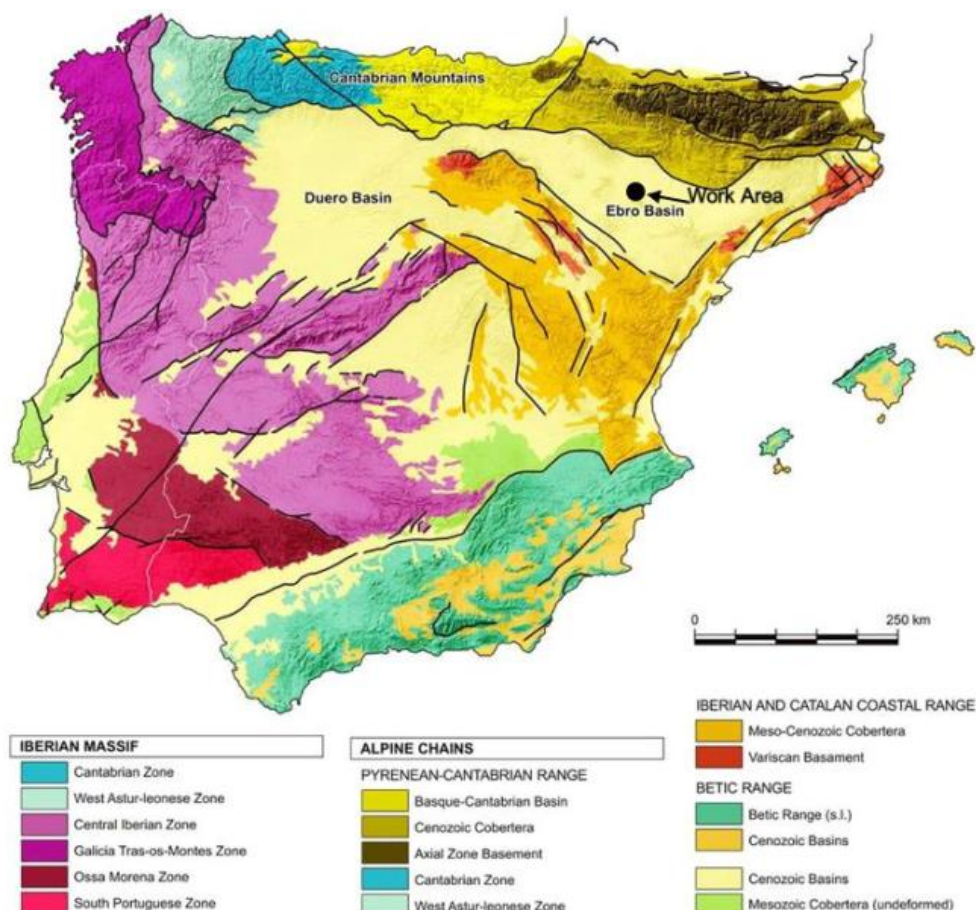 Cantabrian Mountains
Duero Basin
Work Area
Ebro Basin
0 250 km
IBERIAN MASSIF
Cantabrian Zone
West Astur-leonese Zone
Central Iberian Zone
Galicia Tras-os-Montes Zone
Ossa Morena Zone
South Portuguese Zone
ALPINE CHAINS
PYRENEAN-CANTABRIAN RANGE
Basque-Cantabrian Basin
Cenozoic Cobertera
Axial Zone Basement
Cantabrian Zone
West Astur-leonese Zone
IBERIAN AND CATALAN COASTAL RANGE
Meso-Cenozoic Cobertera
Variscan Basament
BETIC RANGE
Betic Range (s.l.)
Cenozoic Basins
Cenozoic Basins
Mesozoic Cobertera (undeformed)